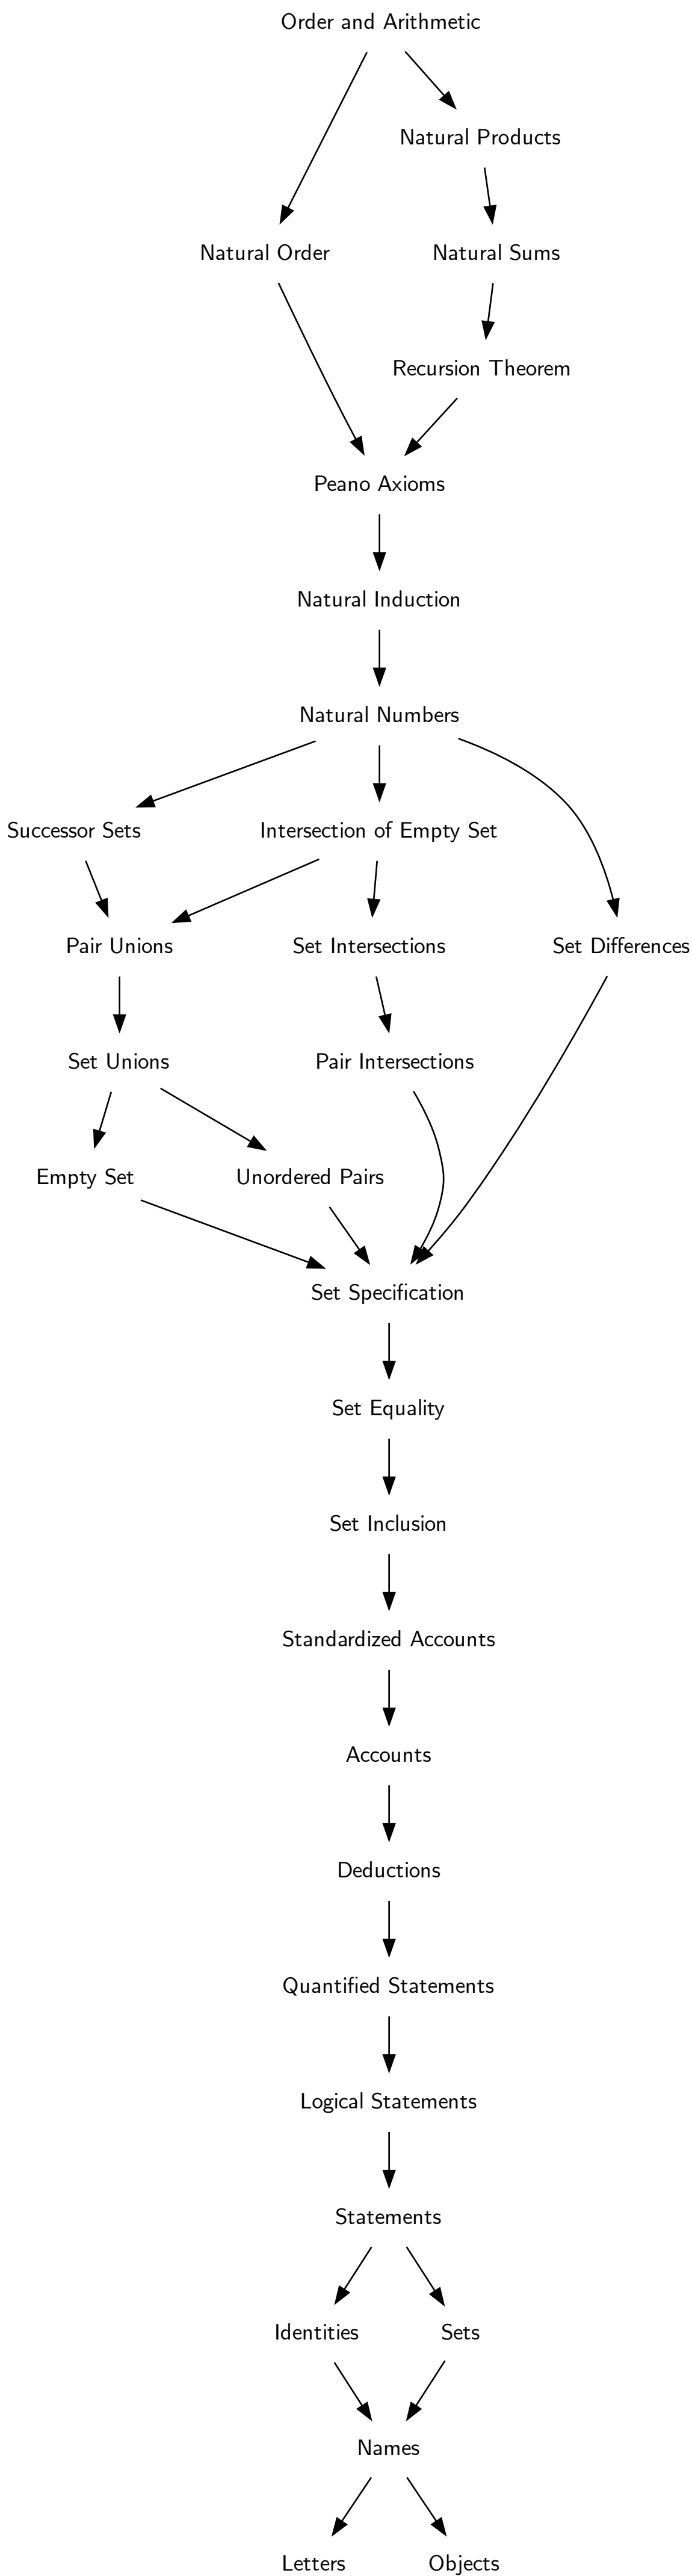 Order and Arithmetic
Natural Products
Natural Order
Natural Sums
Recursion Theorem
Peano Axioms
Natural Induction
Natural Numbers
Successor Sets
Intersection of Empty Set
Pair Unions
Set Intersections
Set Differences
Set Unions
Pair Intersections
Empty Set
Unordered Pairs
Set Specification
Set Equality
Set Inclusion
Standardized Accounts
Accounts
Deductions
Quantified Statements
Logical Statements
Statements
Identities
Sets
Names
Letters
Objects